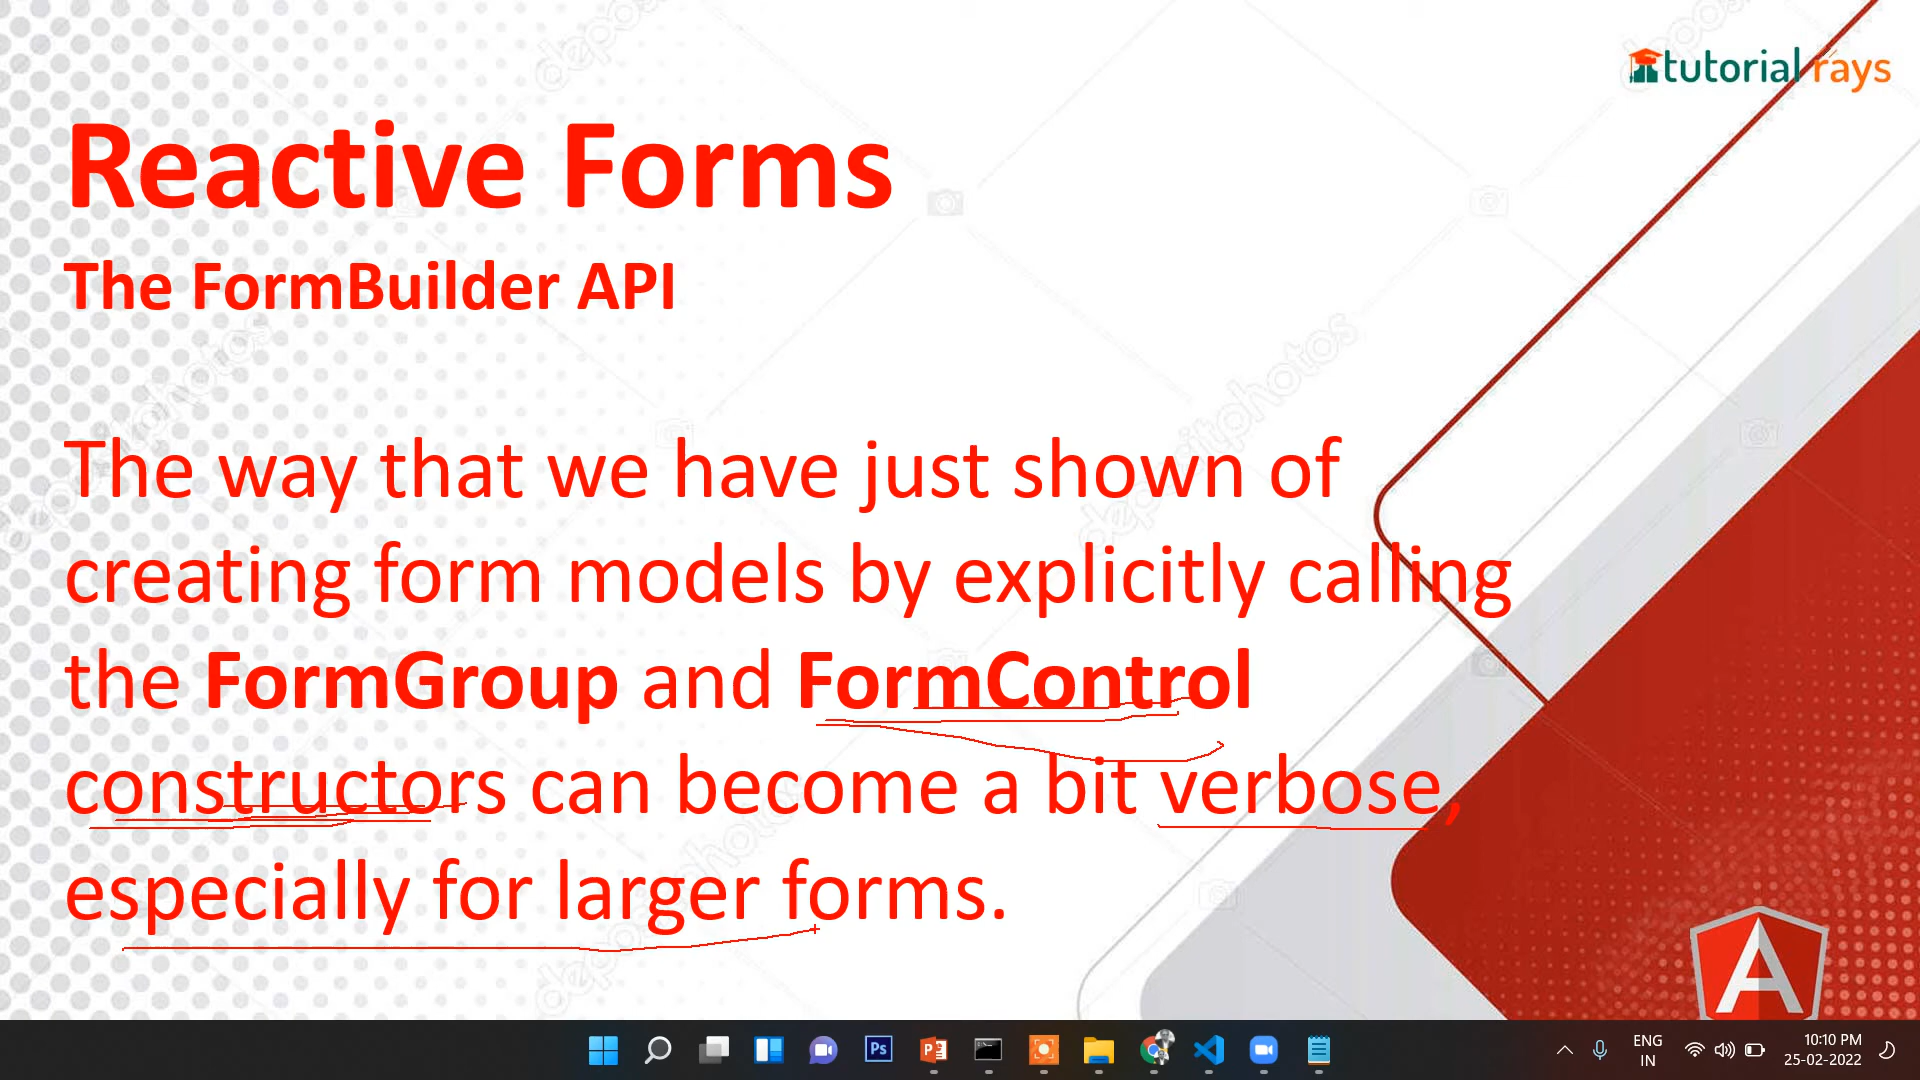 tutorial rays
Reactive Forms
The FormBuilder API
The way that we have just shown of
creating form models by explicitly calling
the FormGroup and FormControl
constructors can become a bit verbose,
especially for larger forms.
depositphotos
Ps
ENG
IN
10:10 PM
25-02-2022